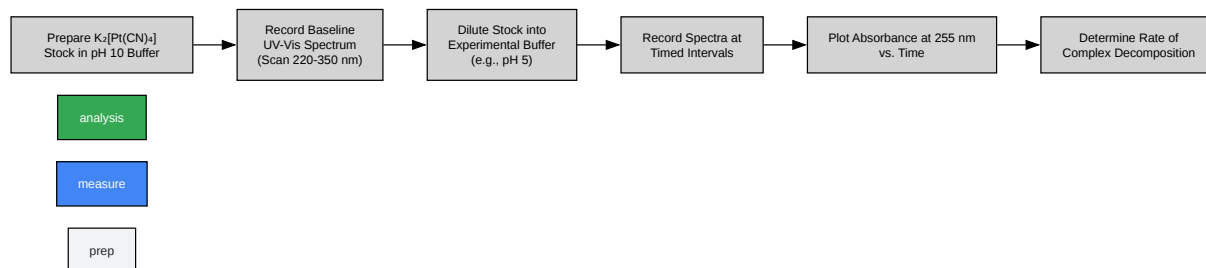 Prepare K₂[Pt(CN)₄]
Stock in pH 10 Buffer
Record Baseline
UV-Vis Spectrum
(Scan 220-350 nm)
Dilute Stock into
Experimental Buffer
(e.g., pH 5)
Record Spectra at
Timed Intervals
Plot Absorbance at 255 nm
vs. Time
Determine Rate of
Complex Decomposition
analysis
measure
prep